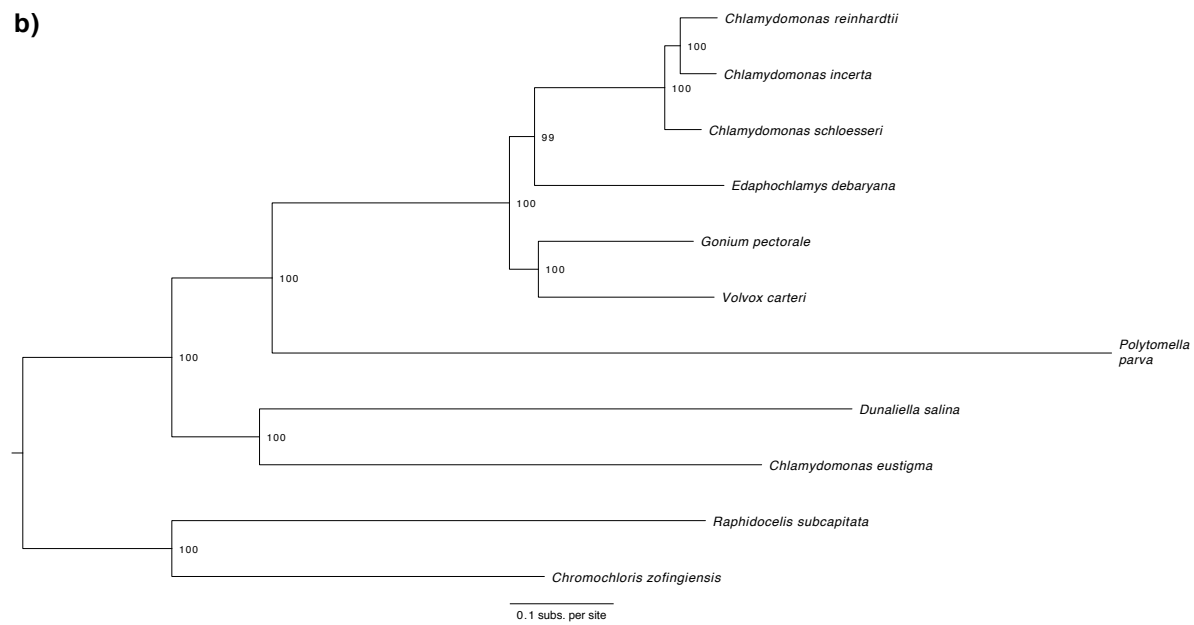 b)
Chlamydomonas reinhardtii
100
Chlamydomonas incerta
100
Chlamydomonas schloesseri
99
Edaphochlamys debaryana
100
Gonium pectorale
100
Volvox carteri
100
Polytomella
parva
100
Dunaliella salina
100
Chlamydomonas eustigma
Raphidocelis subcapitata
100
Chromochloris zofingiensis
0.1 subs. per site